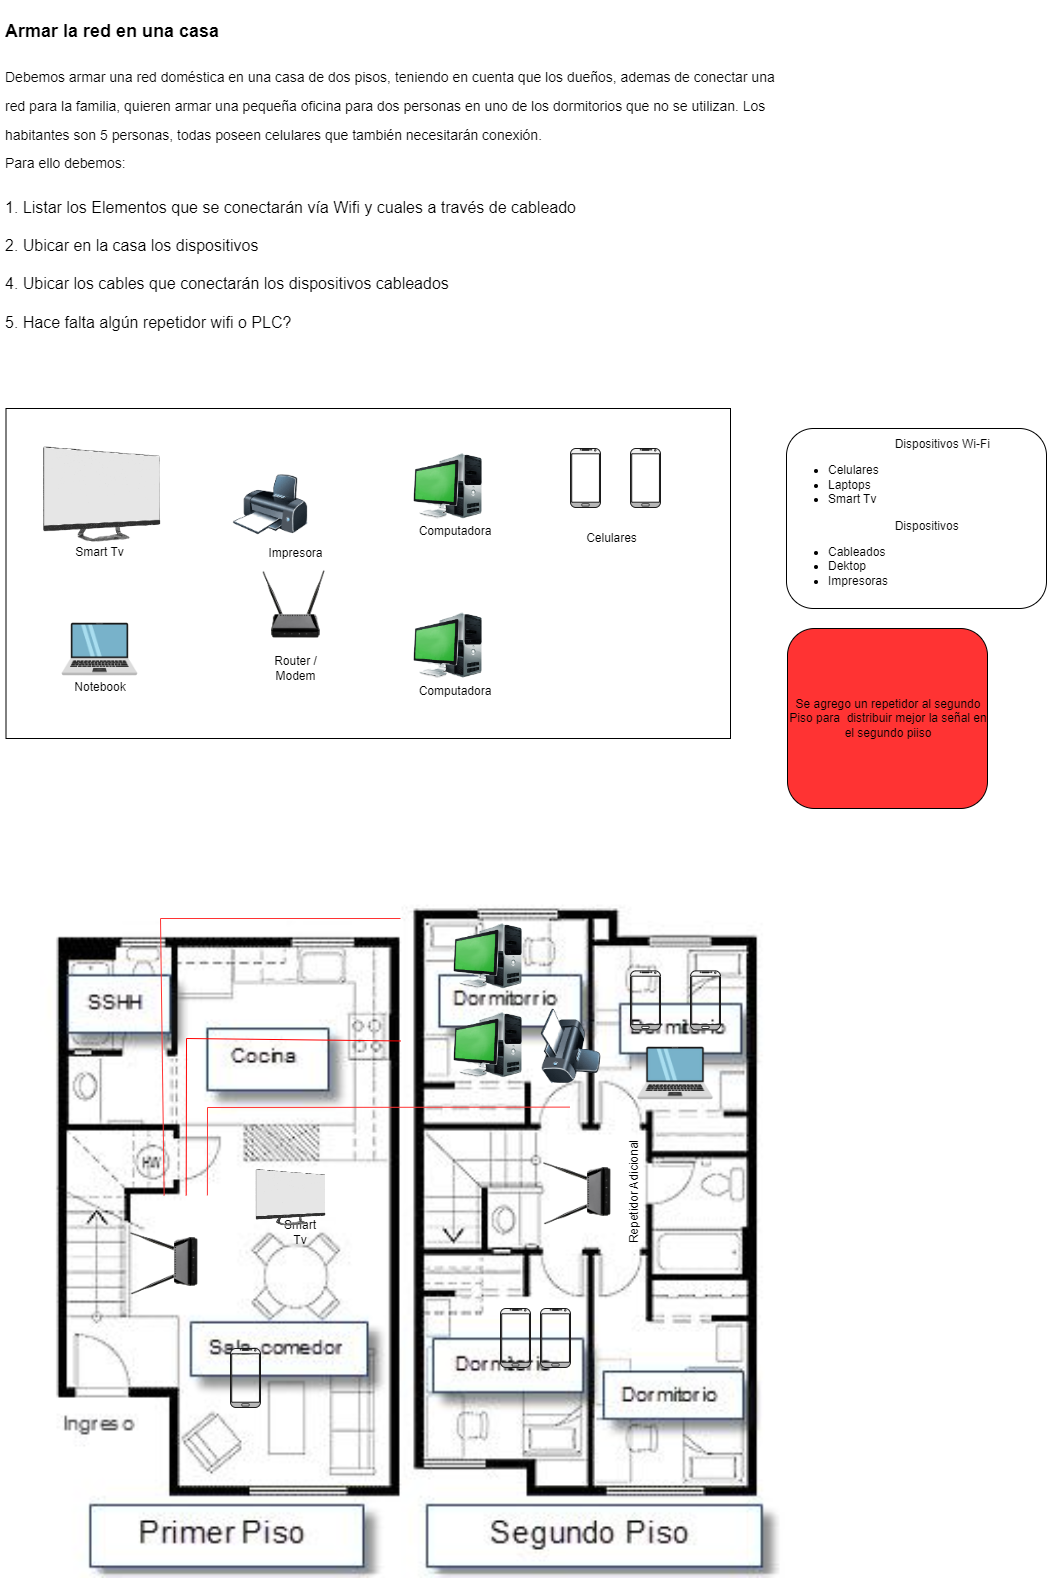 Armar la red en una casa
Debemos armar una red doméstica en una casa de dos pisos, teniendo en cuenta que los dueños, ademas de conectar una
red para la familia, quieren armar una pequeña oficina para dos personas en uno de los dormitorios que no se utilizan. Los
habitantes son 5 personas, todas poseen celulares que también necesitarán conexión.
Para ello debemos:
1. Listar los Elementos que se conectarán vía Wifi y cuales a través de cableado
2. Ubicar en la casa los dispositivos
4. Ubicar los cables que conectarán los dispositivos cableados
5. Hace falta algún repetidor wifi o PLC?
Smart Tv
Impresora
Computadora
Celulares
Notebook
Router /
Modem
Computadora
Dispositivos Wi-Fi
• Celulares
• Laptops
• Smart Tv
Dispositivos
• Cableados
• Dektop
• Impresoras
Se agrego un repetidor al segundo
Piso para distribuir mejor la señal en
el segundo piiso
SSHH
Cocina
HW
Smart
Tv
Sala-comedor
Ingreso
Primer Piso
Dormitorrio
Dormitorio
Repetidor Adicional
Dormitorio
Dormitorio
Segundo Piso